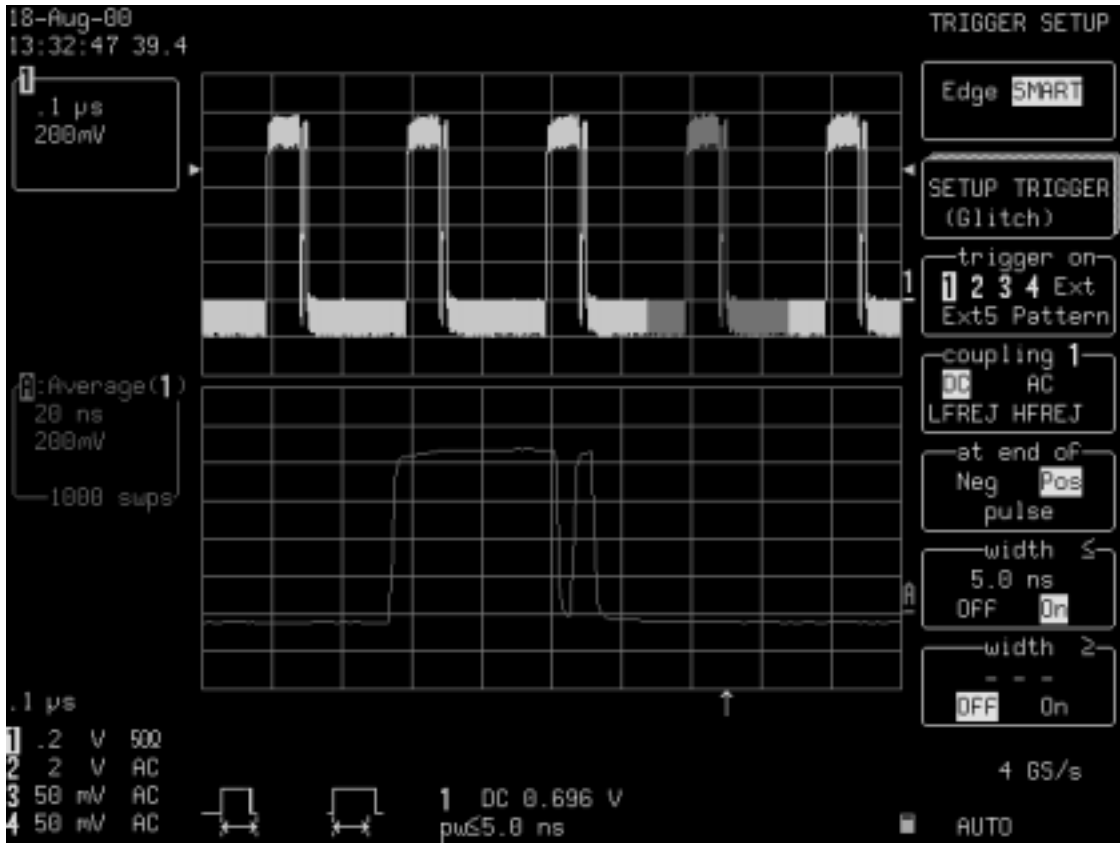 18-Aug-00
13:32:47 39.4
TRIGGER SETUP
1
.1 µs
200mV
Edge SMART
SETUP TRIGGER
(Glitch)
trigger on
1 2 3 4 Ext
Ext5 Pattern
1
coupling 1
DC AC
LFREJ HFREJ
A:Average(1)
20 ns
200mV
1000 swps
at end of
Neg Pos
pulse
width ≤
5.0 ns
OFF On
A
width ≥
- - -
OFF On
.1 µs
1 .2 V 50Ω
2 2 V AC
3 50 mV AC
4 50 mV AC
1 DC 0.696 V
pw≤5.0 ns
4 GS/s
AUTO